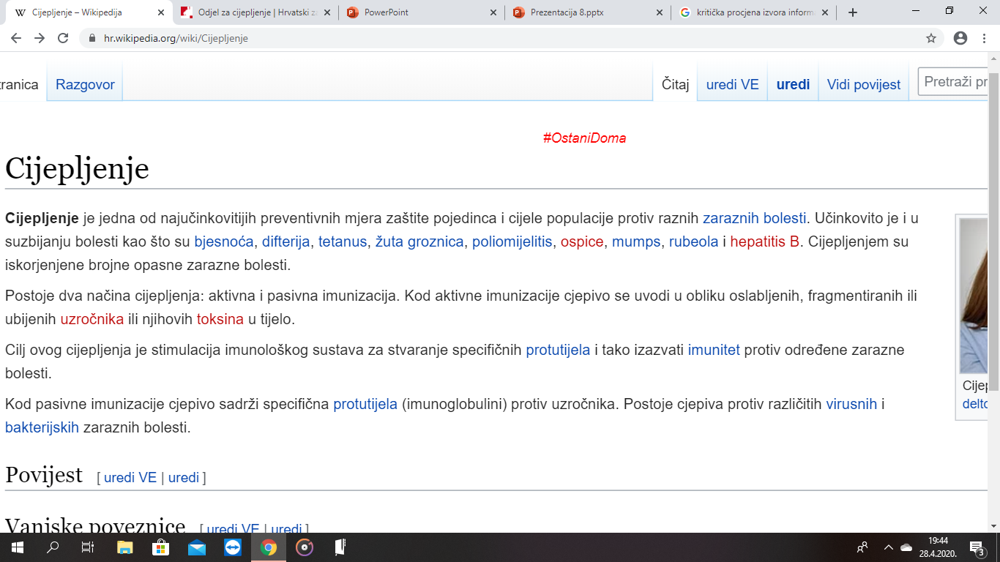 Cijepljenje – Wikipedija
Odjel za cijepljenje | Hrvatski
PowerPoint
Prezentacija 8.pptx
kritička procjena izvora
hr.wikipedia.org/wiki/Cijepljenje
Razgovor
Čitaj
uredi VE
uredi
Vidi povijest
Pretraži
#OstaniDoma
Cijepljenje
Cijepljenje je jedna od najučinkovitijih preventivnih mjera zaštite pojedinca i cijele populacije protiv raznih zaraznih bolesti. Učinkovito je i u
suzbijanju bolesti kao što su bjesnoća, difterija, tetanus, žuta groznica, poliomijelitis, ospice, mumps, rubeola i hepatitis B. Cijepljenjem su
iskorjenjene brojne opasne zarazne bolesti.
Postoje dva načina cijepljenja: aktivna i pasivna imunizacija. Kod aktivne imunizacije cjepivo se uvodi u obliku oslabljenih, fragmentiranih ili
ubijenih uzročnika ili njihovih toksina u tijelo.
Cilj ovog cijepljenja je stimulacija imunološkog sustava za stvaranje specifičnih protutijela i tako izazvati imunitet protiv određene zarazne
bolesti.
Kod pasivne imunizacije cjepivo sadrži specifična protutijela (imunoglobulini) protiv uzročnika. Postoje cjepiva protiv različitih virusnih i
bakterijskih zaraznih bolesti.
Povijest [ uredi VE | uredi ]
Vanjske poveznice [ uredi VE | uredi ]
19:44
28.4.2020.
3